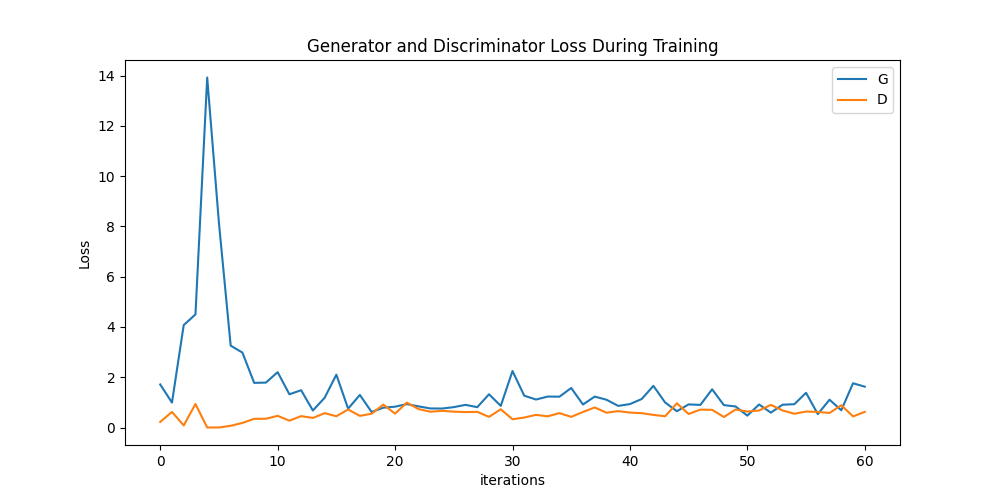 Generator and Discriminator Loss During Training
G
D
Loss
14
12
10
8
6
4
2
0
0 10 20 30 40 50 60
iterations